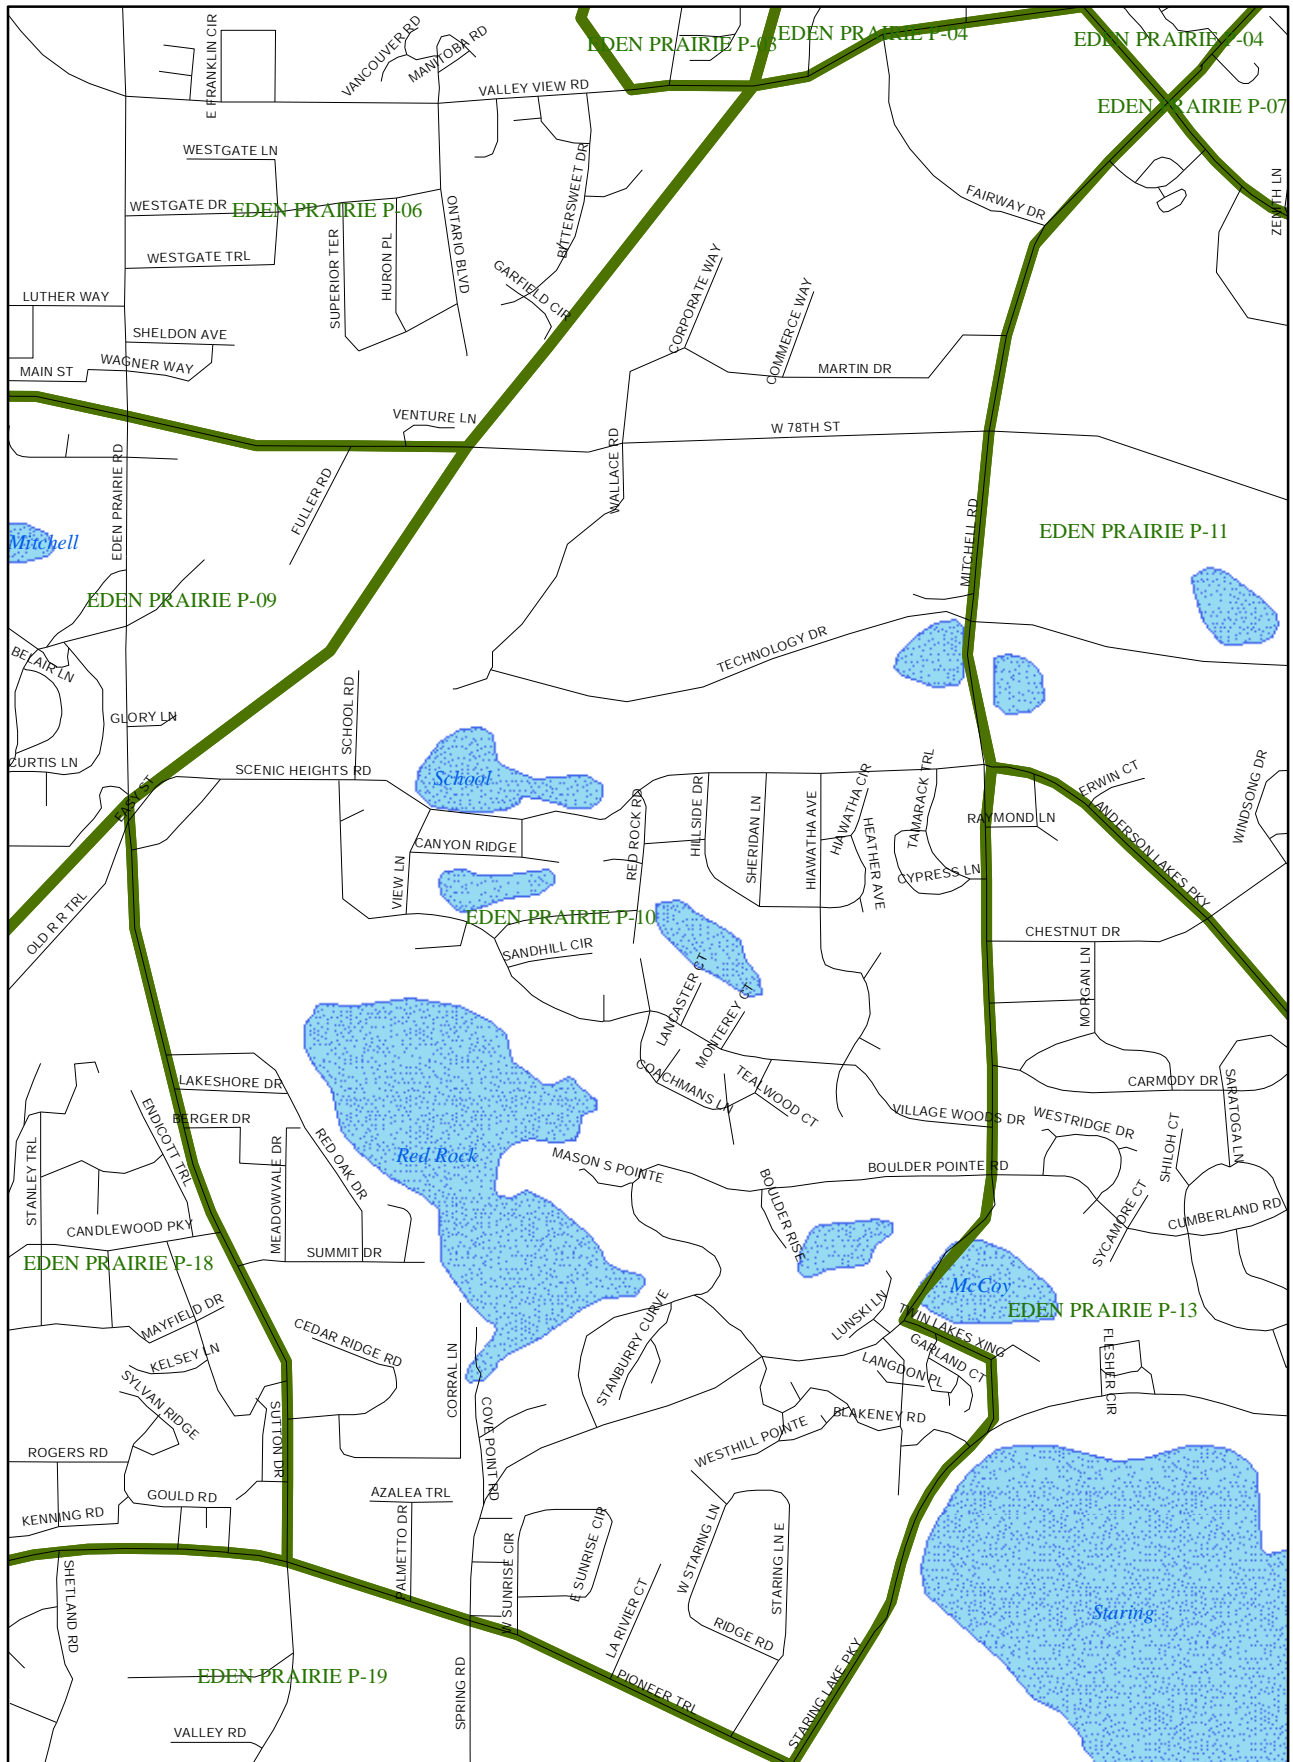 EDEN PRAIRIE P-03
EDEN PRAIRIE P-04
EDEN PRAIRIE P-04
E FRANKLIN CIR
VANCOUVER RD
MANITOBA RD
VALLEY VIEW RD
EDEN PRAIRIE P-07
WESTGATE LN
BITTERSWEET DR
ZENITH LN
FAIRWAY DR
WESTGATE DR
EDEN PRAIRIE P-06
ONTARIO BLVD
SUPERIOR TER
HURON PL
WESTGATE TRL
GARFIELD CIR
CORPORATE WAY
COMMERCE WAY
LUTHER WAY
SHELDON AVE
WAGNER WAY
MAIN ST
MARTIN DR
VENTURE LN
W 78TH ST
EDEN PRAIRIE RD
FULLER RD
WALLACE RD
MITCHELL RD
EDEN PRAIRIE P-11
Mitchell
EDEN PRAIRIE P-09
BELAIR LN
TECHNOLOGY DR
GLORY LN
SCHOOL RD
CURTIS LN
SCENIC HEIGHTS RD
School
EASY ST
RED ROCK RD
HILLSIDE DR
SHERIDAN LN
HIAWATHA AVE
HIAWATHA CIR
HEATHER AVE
TAMARACK TRL
ERWIN CT
WINDSONG DR
RAYMOND LN
ANDERSON LAKES PKY
CANYON RIDGE
VIEW LN
CYPRESS LN
EDEN PRAIRIE P-10
OLD R R TRL
SANDHILL CIR
CHESTNUT DR
MORGAN LN
LANCASTER CT
MONTEREY CT
COACHMANS LN
TEALWOOD CT
LAKESHORE DR
CARMODY DR
SARATOGA LN
BERGER DR
ENDICOTT TRL
VILLAGE WOODS DR
WESTRIDGE DR
SHILOH CT
STANLEY TRL
MEADOWVALE DR
RED OAK DR
Red Rock
MASON S POINTE
BOULDER POINTE RD
BOULDER RISE
SYCAMORE CT
CUMBERLAND RD
CANDLEWOOD PKY
SUMMIT DR
EDEN PRAIRIE P-18
McCoy
EDEN PRAIRIE P-13
MAYFIELD DR
CEDAR RIDGE RD
STANBURRY CURVE
LUNSKI LN
TWIN LAKES XING
KELSEY LN
CORRAL LN
GARLAND CT
FLESHER CIR
LANGDON PL
SYLVAN RIDGE
SUTTON DR
COVE POINT RD
BLAKENEY RD
WESTHILL POINTE
ROGERS RD
AZALEA TRL
GOULD RD
KENNING RD
PALMETTO DR
W SUNRISE CIR
E SUNRISE CIR
W STARING LN
STARING LN E
SHETLAND RD
LA RIVIER CT
RIDGE RD
Staring
EDEN PRAIRIE P-19
SPRING RD
PIONEER TRL
STARING LAKE PKY
VALLEY RD